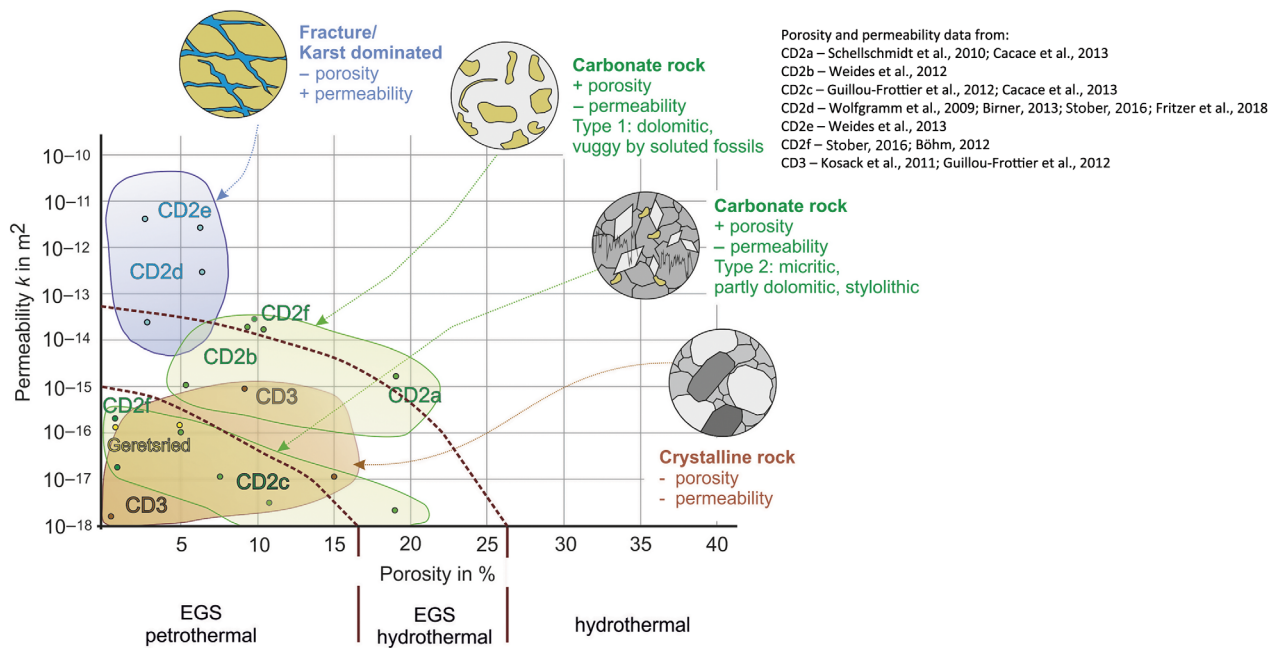 Fracture/
Karst dominated
– porosity
+ permeability
Carbonate rock
+ porosity
– permeability
Type 1: dolomitic,
vuggy by soluted fossils
Porosity and permeability data from:
CD2a – Schellschmidt et al., 2010; Cacace et al., 2013
CD2b – Weides et al., 2012
CD2c – Guillou-Frottier et al., 2012; Cacace et al., 2013
CD2d – Wolfgramm et al., 2009; Birner, 2013; Stober, 2016; Fritzer et al., 2018
CD2e – Weides et al., 2013
CD2f – Stober, 2016; Böhm, 2012
CD3 – Kosack et al., 2011; Guillou-Frottier et al., 2012
Carbonate rock
+ porosity
– permeability
Type 2: micritic,
partly dolomitic, stylolithic
Crystalline rock
- porosity
- permeability
Permeability k in m²
10–10
10–11
10–12
10–13
10–14
10–15
10–16
10–17
10–18
CD2e
CD2d
CD2f
CD2b
CD2a
CD3
CD2f
Geretsried
CD2c
CD3
5 10 15 20 25 30 35 40
Porosity in %
EGS
petrothermal
EGS
hydrothermal
hydrothermal